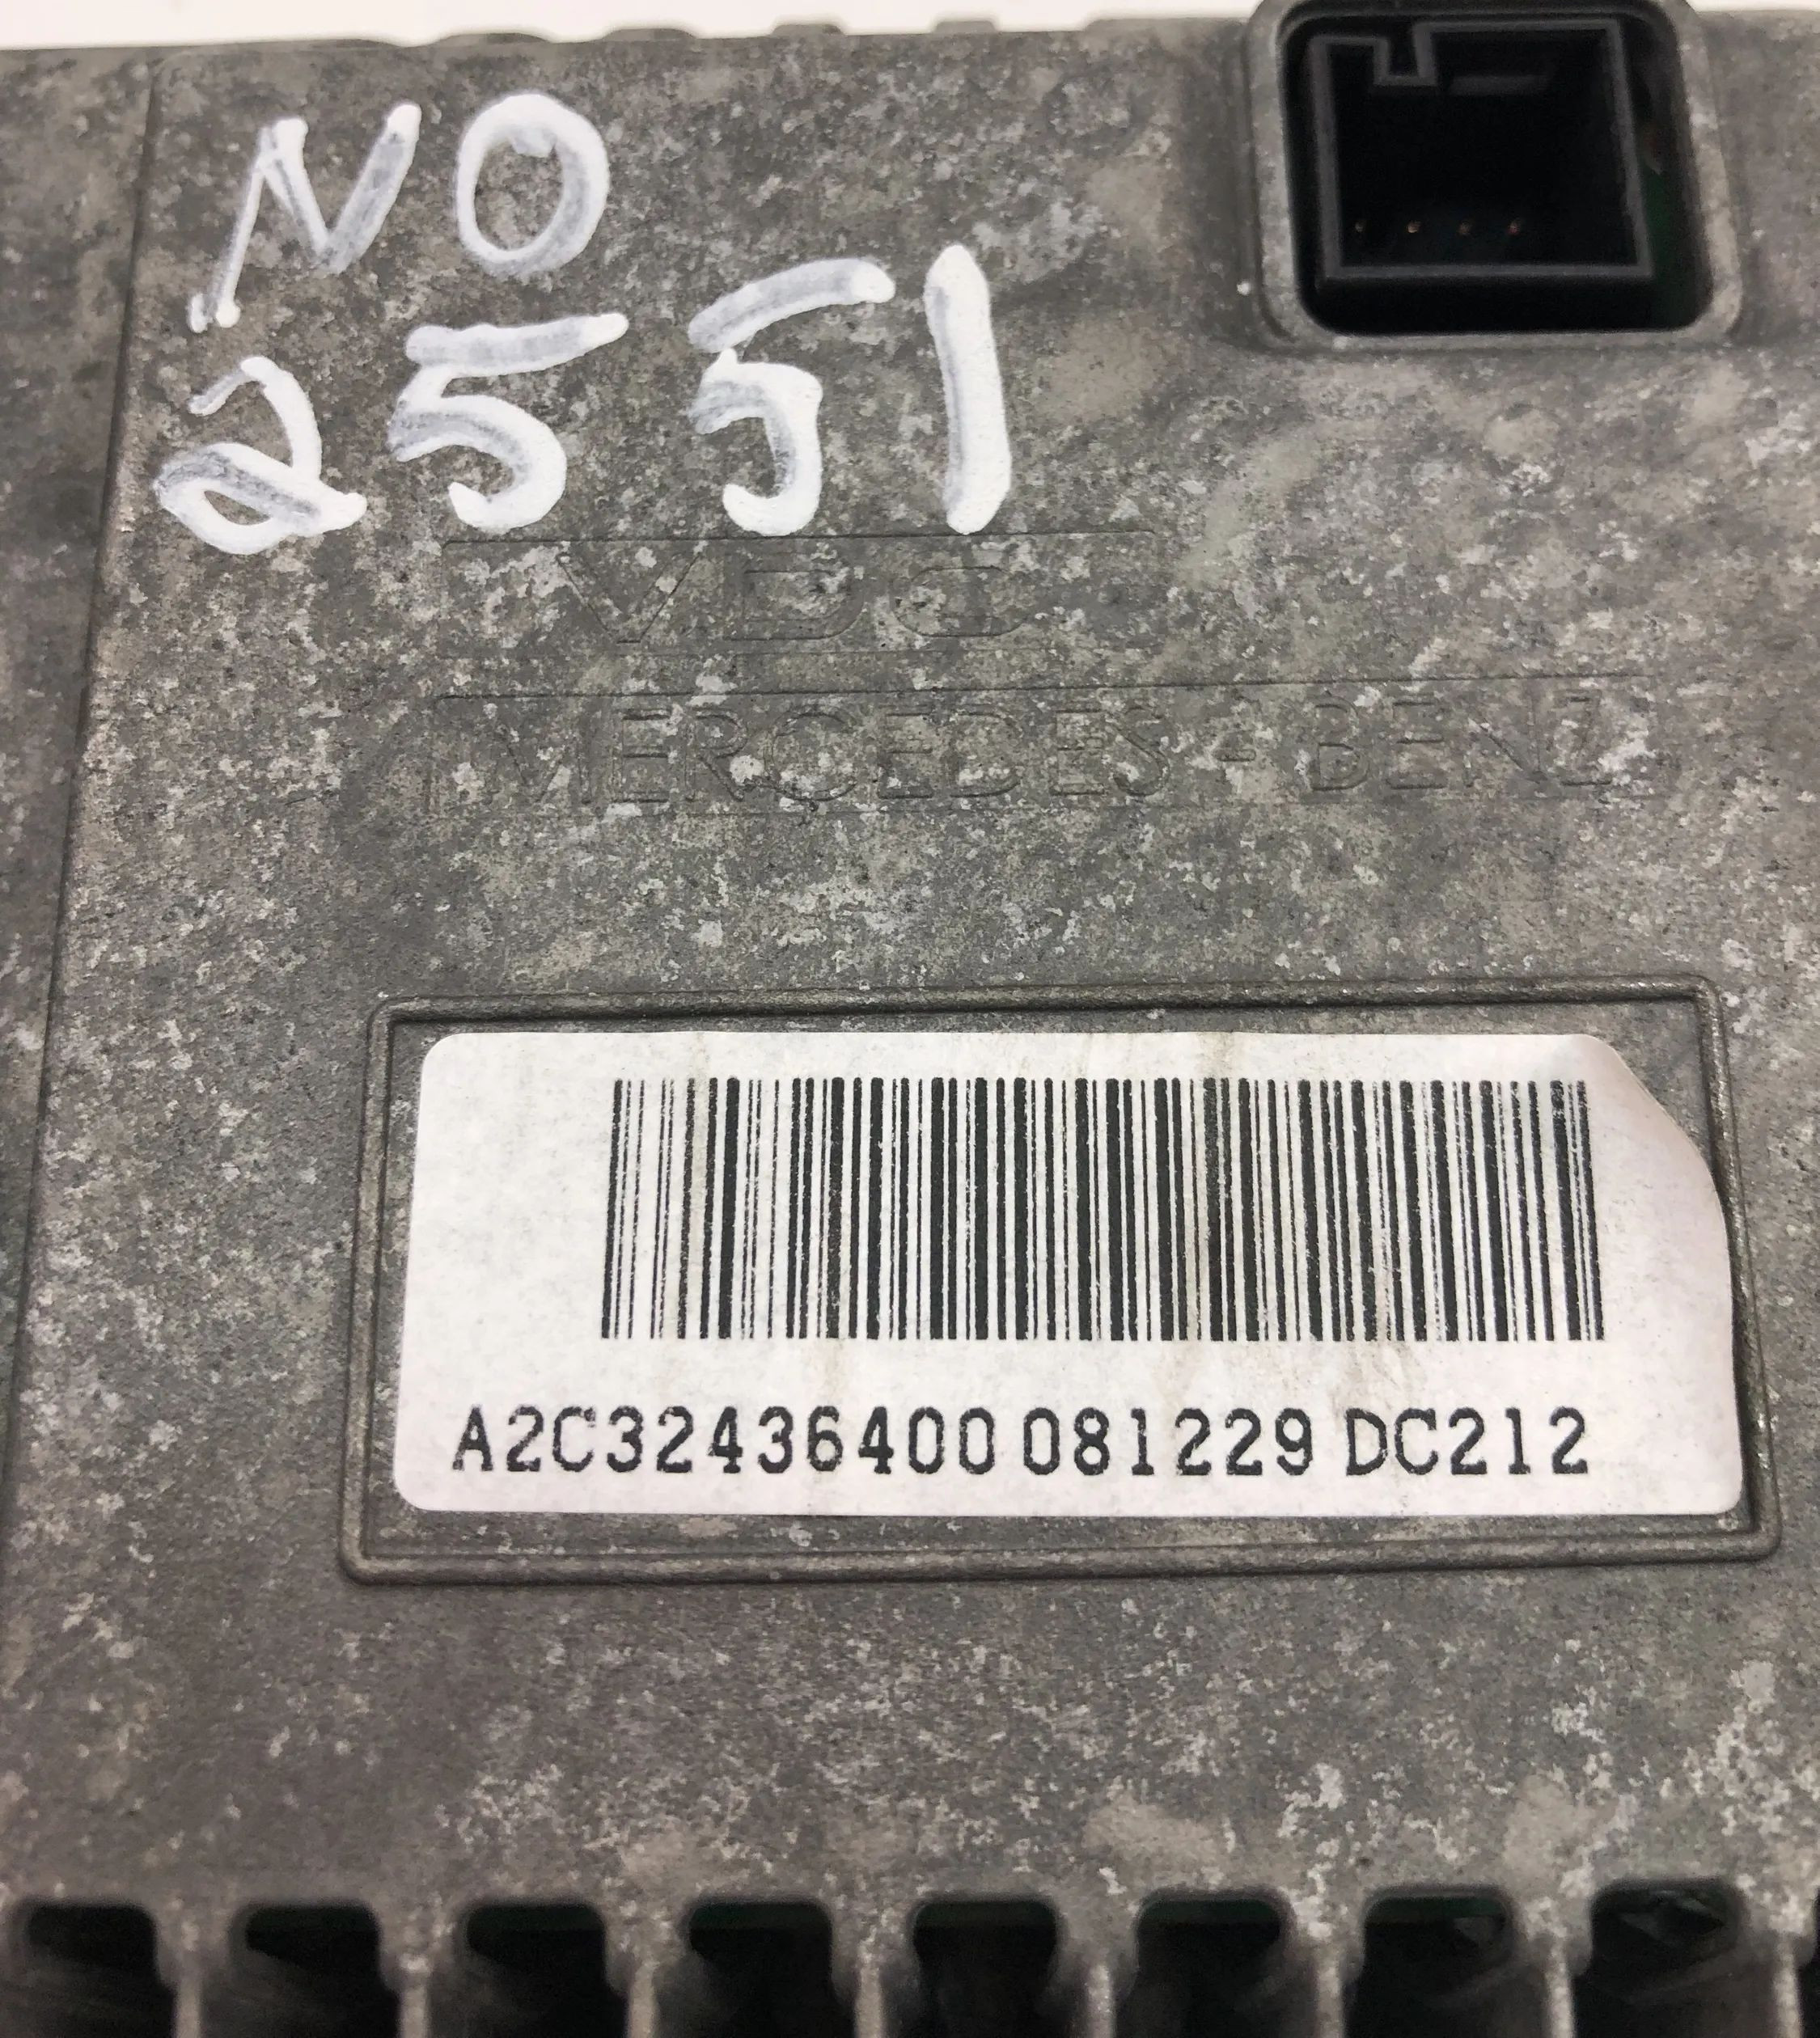 NO
2551
VDO
MERCEDES-BENZ
A2C32436400 081229 DC212